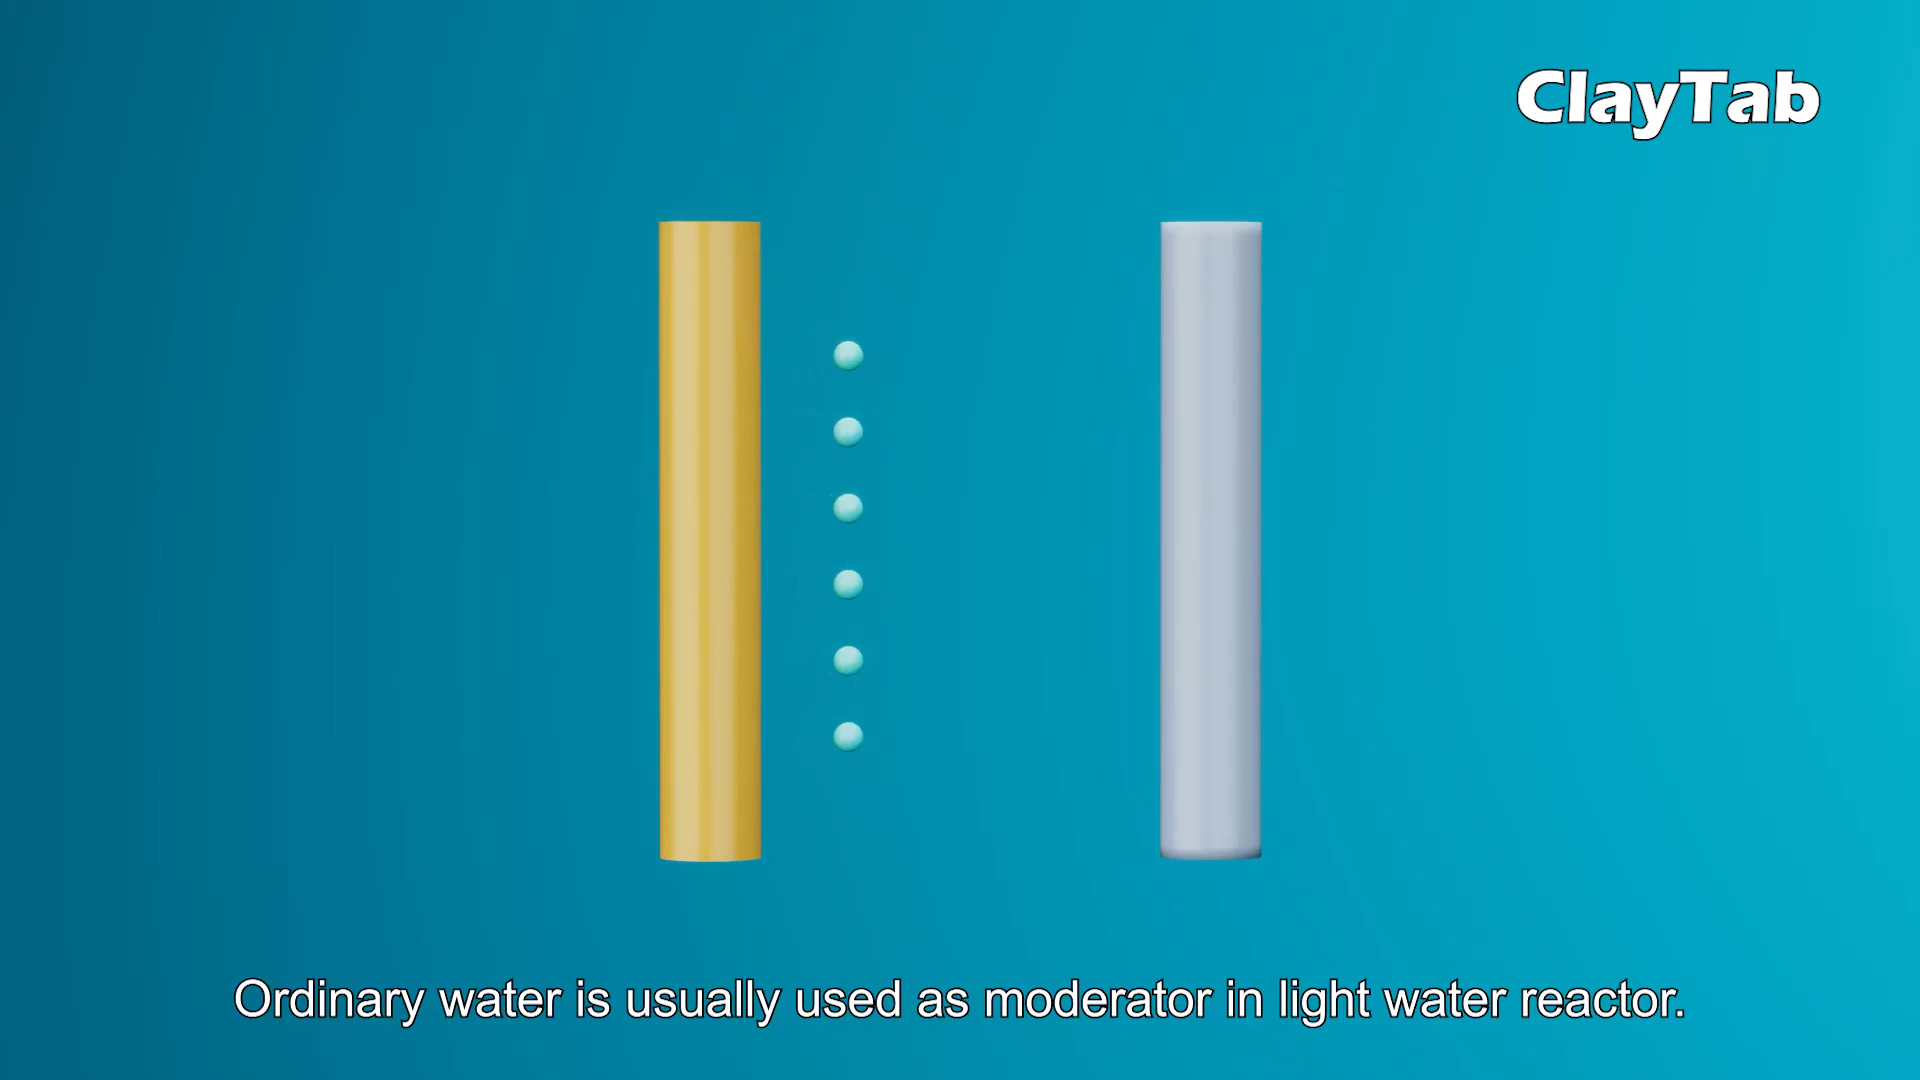 ClayTab
Ordinary water is usually used as moderator in light water reactor.